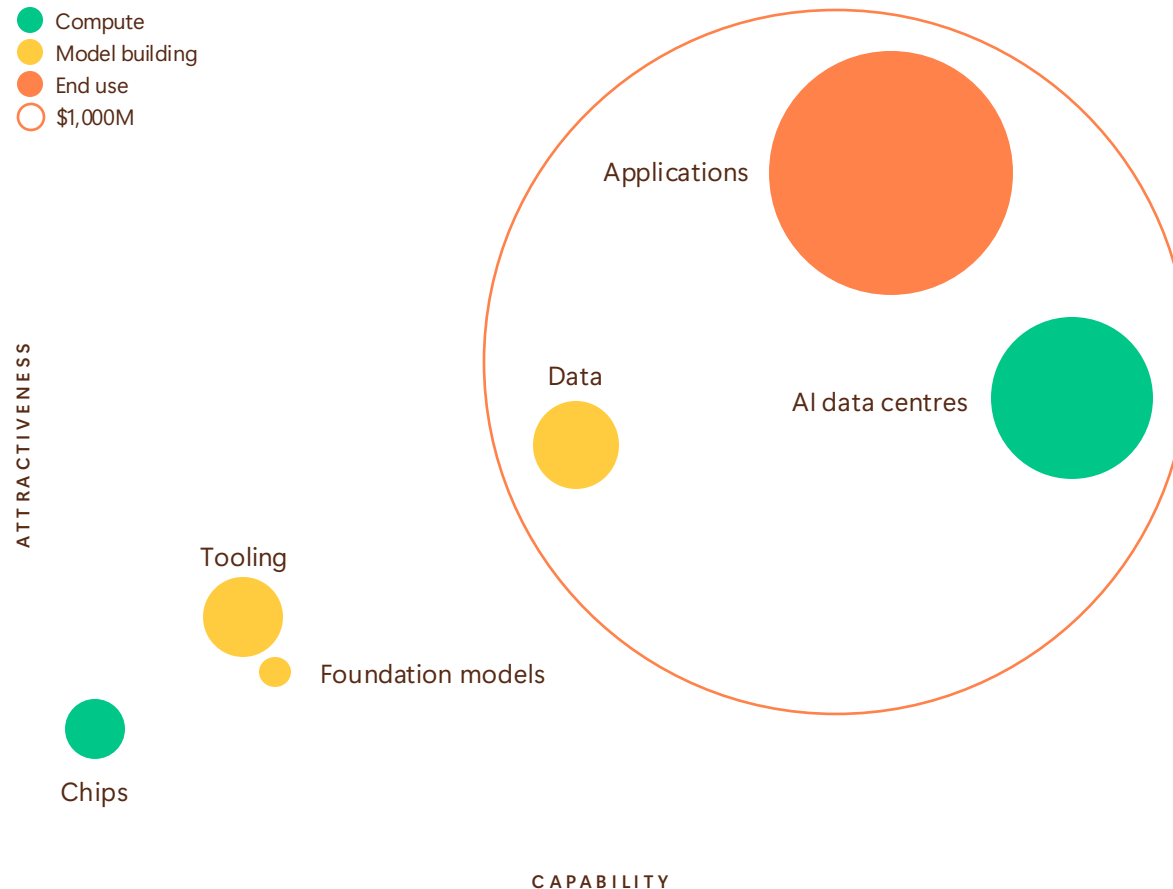 Compute
Model building
End use
$1,000M
Applications
Data
AI data centres
ATTRACTIVENESS
Tooling
Foundation models
Chips
CAPABILITY